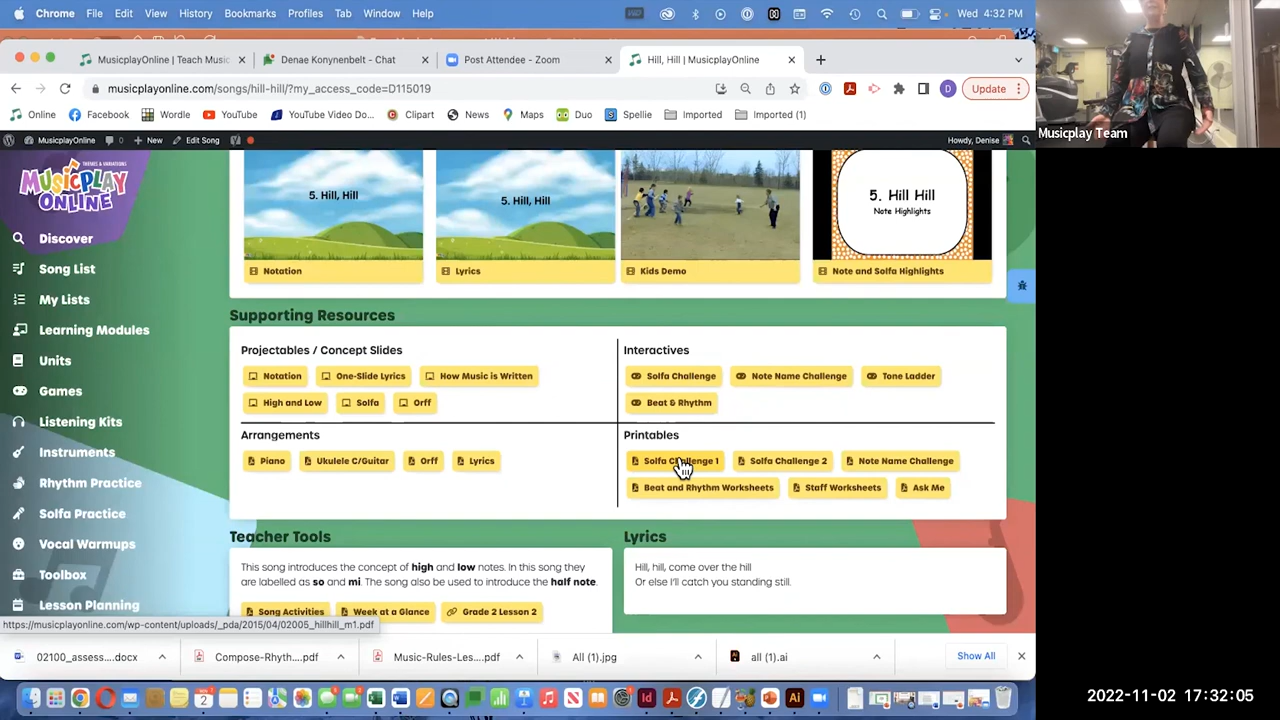 Chrome File Edit View History Bookmarks Profiles Tab Window Help Wed 4:32 PM
MusicplayOnline | Teach Musi Denae Konynenbelt - Chat Post Attendee - Zoom Hill, Hill | MusicplayOnline
musicplayonline.com/songs/hill-hill/?my_access_code=D115019 D Update
Online Facebook Wordle YouTube YouTube Video Do... Clipart News Maps Duo Spellie Imported Imported (1)
MusicplayOnline 0 New Edit Song Howdy, Denise
Musicplay Team
THEMES & VARIATIONS
MUSICPLAY
ONLINE
Discover
Song List
My Lists
Learning Modules
Units
Games
Listening Kits
Instruments
Rhythm Practice
Solfa Practice
Vocal Warmups
Toolbox
Lesson Planning
5. Hill, Hill
5. Hill, Hill
5. Hill Hill
Note Highlights
Notation Lyrics Kids Demo Note and Solfa Highlights
Supporting Resources
Projectables / Concept Slides
Notation One-Slide Lyrics How Music is Written
High and Low Solfa Orff
Interactives
Solfa Challenge Note Name Challenge Tone Ladder
Beat & Rhythm
Arrangements
Piano Ukulele C/Guitar Orff Lyrics
Printables
Solfa Challenge 1 Solfa Challenge 2 Note Name Challenge
Beat and Rhythm Worksheets Staff Worksheets Ask Me
Teacher Tools
This song introduces the concept of high and low notes. In this song they
are labelled as so and mi. The song also be used to introduce the half note.
Song Activities Week at a Glance Grade 2 Lesson 2
Lyrics
Hill, hill, come over the hill
Or else I'll catch you standing still.
https://musicplayonline.com/wp-content/uploads/_pda/2015/04/02005_hillhill_m1.pdf
02100_assess....docx Compose-Rhyth....pdf Music-Rules-Les....pdf All (1).jpg all (1).ai Show All
2022-11-02 17:32:05